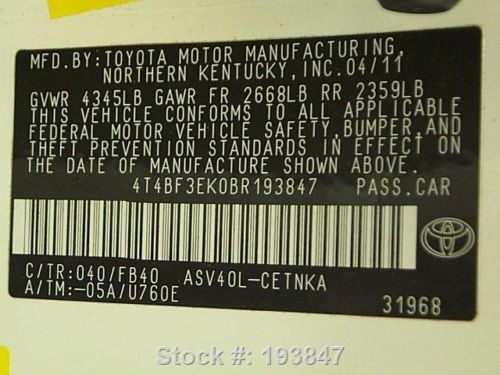 MFD.BY: TOYOTA MOTOR MANUFACTURING,
NORTHERN KENTUCKY, INC. 04/11
GVWR 4345LB GAWR FR 2668LB RR 2359LB
THIS VEHICLE CONFORMS TO ALL APPLICABLE
FEDERAL MOTOR VEHICLE SAFETY, BUMPER, AND
THEFT PREVENTION STANDARDS IN EFFECT ON
THE DATE OF MANUFACTURE SHOWN ABOVE.
4T4BF3EK0BR193847 PASS.CAR
C/TR: 040/FB40 ASV40L-CETNKA
A/TM: -05A/U760E
31968
Stock #: 193847